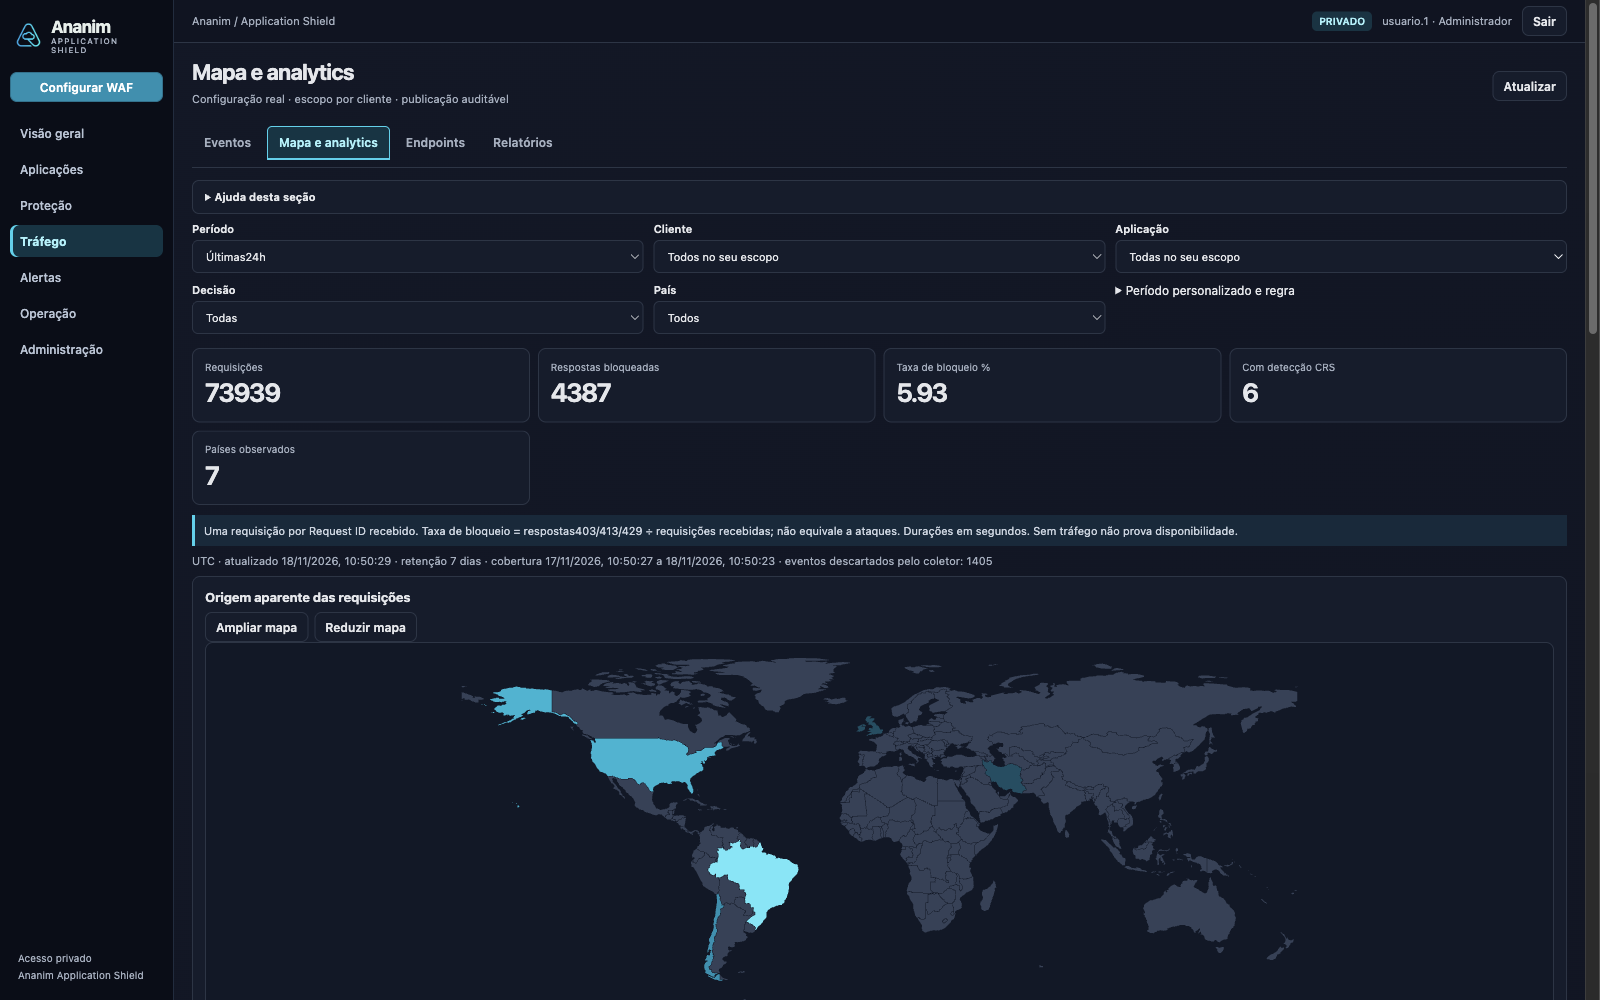 Ananim
APPLICATION
SHIELD
Configurar WAF
Visão geral
Aplicações
Proteção
Tráfego
Alertas
Operação
Administração
Acesso privado
Ananim Application Shield
Ananim / Application Shield
PRIVADO
usuario.1 · Administrador
Sair
Mapa e analytics
Configuração real · escopo por cliente · publicação auditável
Atualizar
Eventos
Mapa e analytics
Endpoints
Relatórios
Ajuda desta seção
Período
Últimas24h
Cliente
Todos no seu escopo
Aplicação
Todas no seu escopo
Decisão
Todas
País
Todos
Período personalizado e regra
Requisições
73939
Respostas bloqueadas
4387
Taxa de bloqueio %
5.93
Com detecção CRS
6
Países observados
7
Uma requisição por Request ID recebido. Taxa de bloqueio = respostas403/413/429 ÷ requisições recebidas; não equivale a ataques. Durações em segundos. Sem tráfego não prova disponibilidade.
UTC · atualizado 18/11/2026, 10:50:29 · retenção 7 dias · cobertura 17/11/2026, 10:50:27 a 18/11/2026, 10:50:23 · eventos descartados pelo coletor: 1405
Origem aparente das requisições
Ampliar mapa
Reduzir mapa